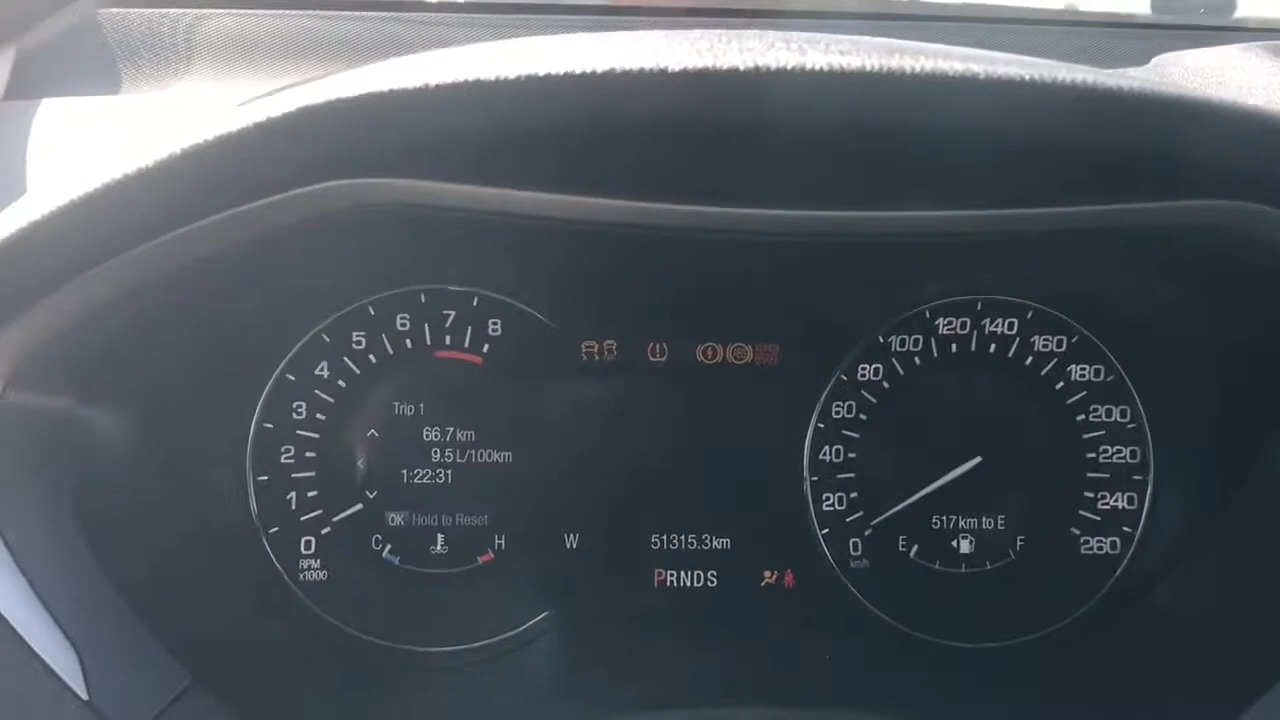 0 1 2 3 4 5 6 7 8
RPM
x1000
Trip 1
66.7 km
9.5 L/100km
1:22:31
OK Hold to Reset
C H
W
ABS
51315.3km
PRNDS
0 20 40 60 80 100 120 140 160 180 200 220 240 260
km/h
517 km to E
E F